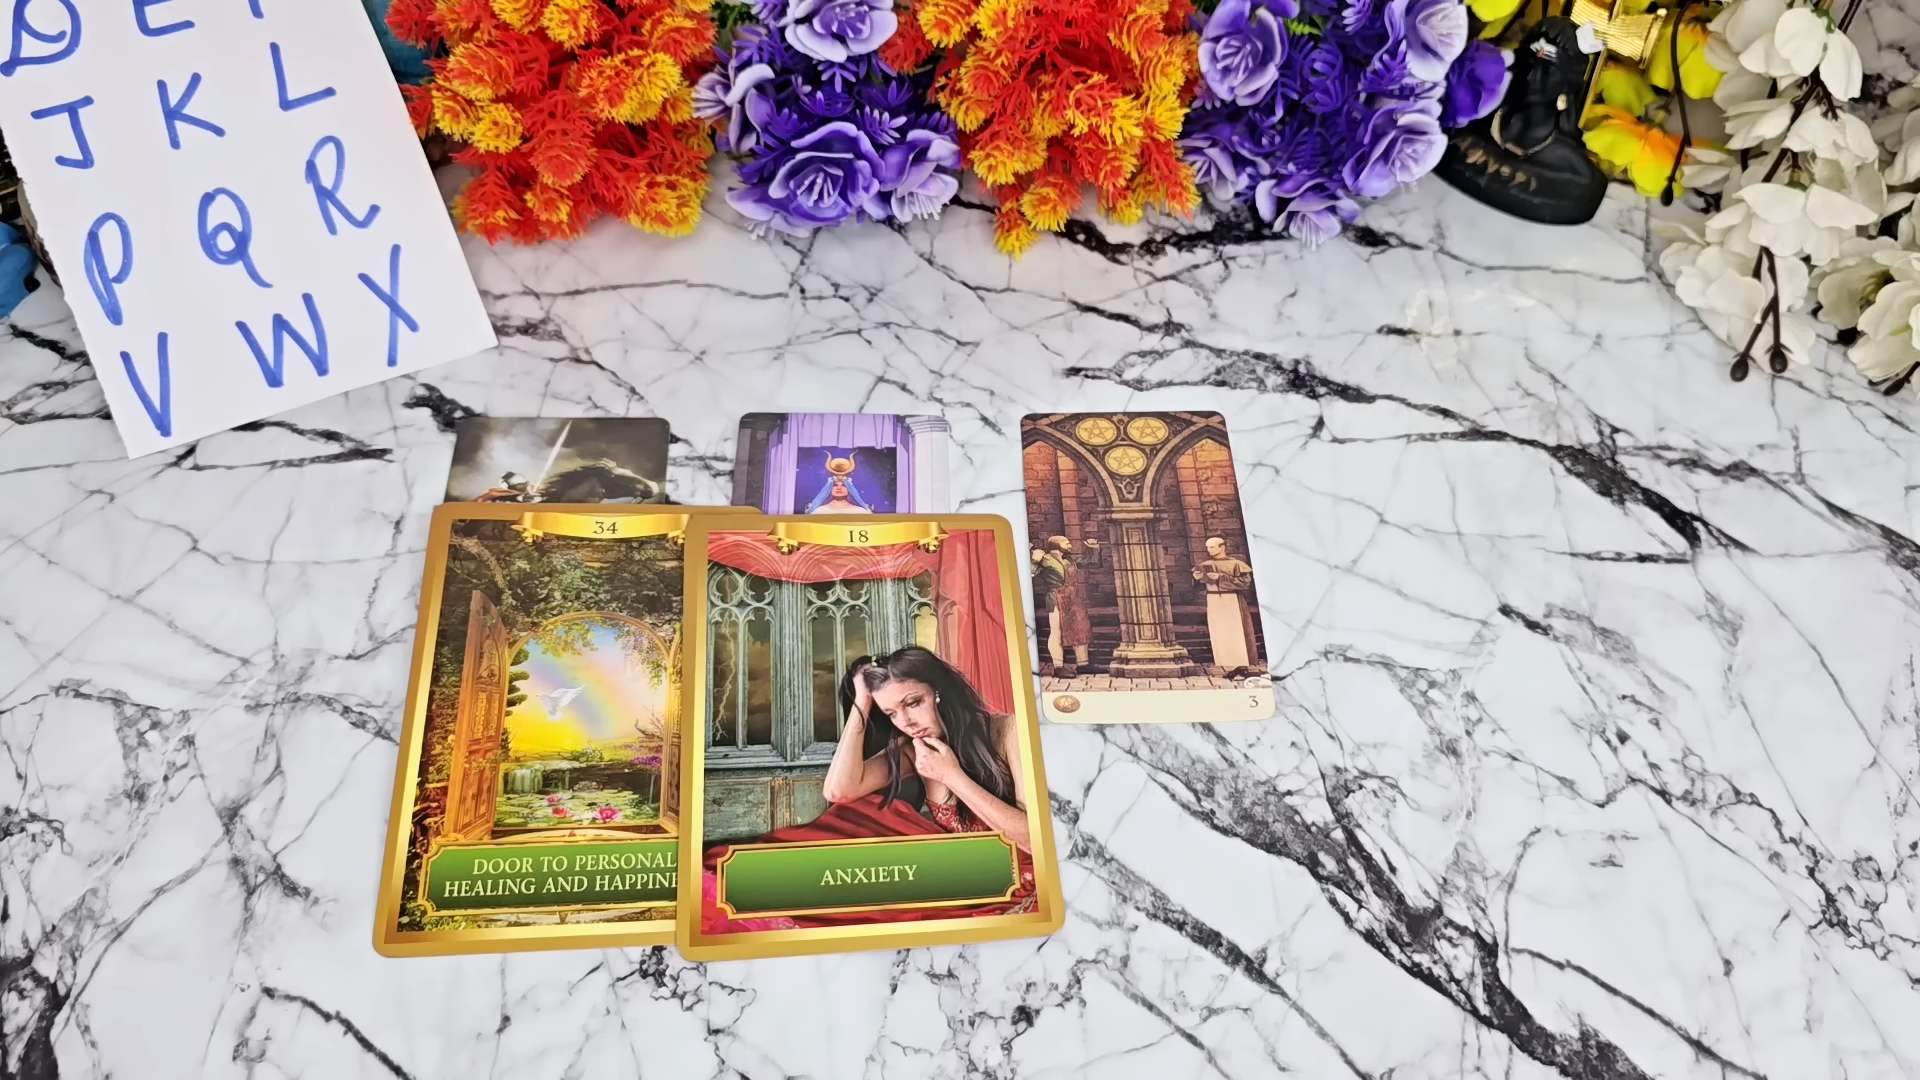 D E
J K L
P Q R
V W X
34
DOOR TO PERSONAL
HEALING AND HAPPINE
18
ANXIETY
3